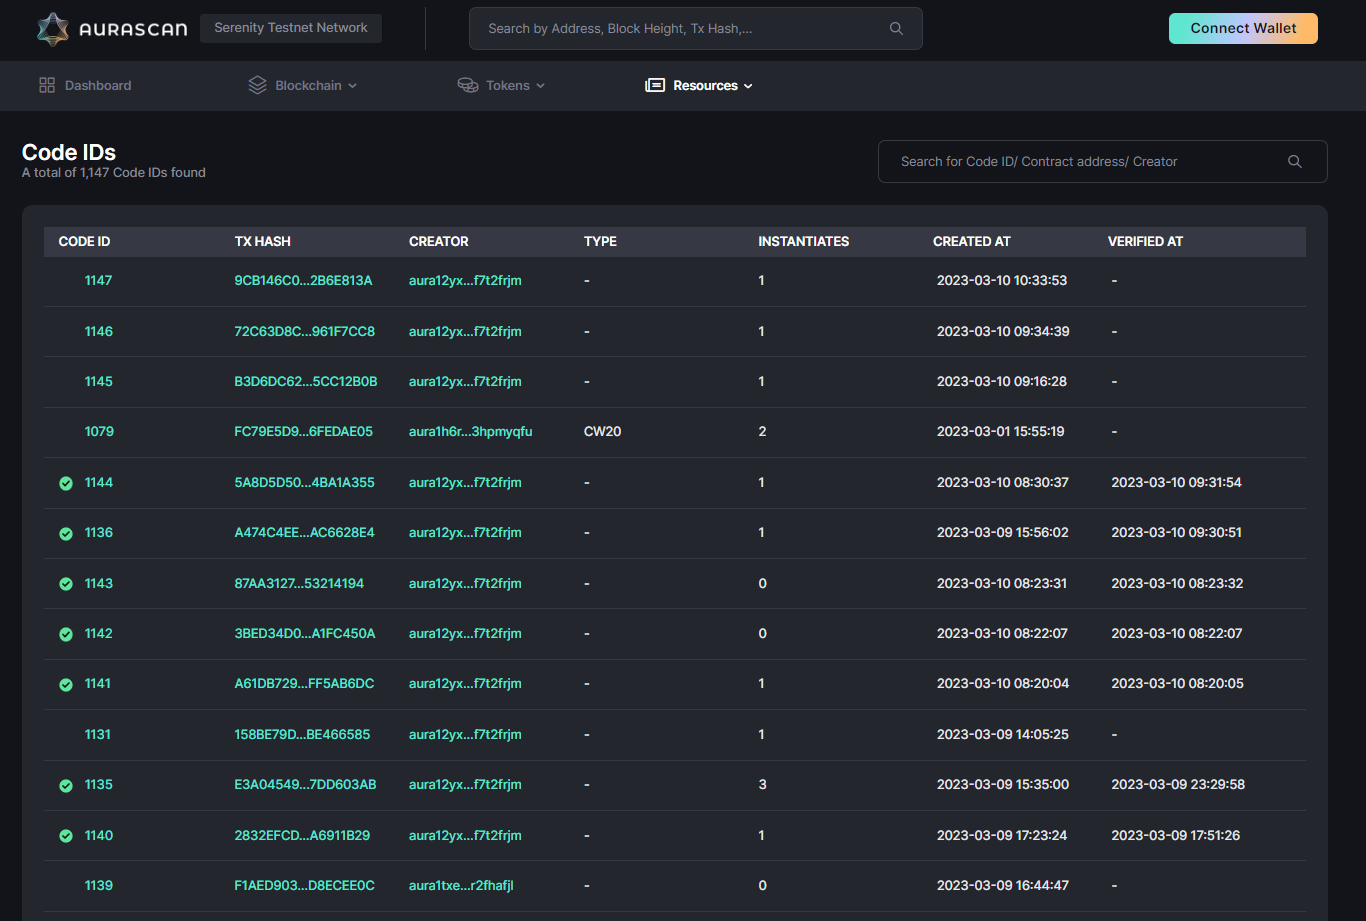 AURASCAN Serenity Testnet Network Search by Address, Block Height, Tx Hash,... Connect Wallet
Dashboard Blockchain Tokens Resources
Code IDs
A total of 1,147 Code IDs found
Search for Code ID/ Contract address/ Creator
CODE ID TX HASH CREATOR TYPE INSTANTIATES CREATED AT VERIFIED AT
1147 9CB146C0...2B6E813A aura12yx...f7t2frjm - 1 2023-03-10 10:33:53 -
1146 72C63D8C...961F7CC8 aura12yx...f7t2frjm - 1 2023-03-10 09:34:39 -
1145 B3D6DC62...5CC12B0B aura12yx...f7t2frjm - 1 2023-03-10 09:16:28 -
1079 FC79E5D9...6FEDAE05 aura1h6r...3hpmyqfu CW20 2 2023-03-01 15:55:19 -
1144 5A8D5D50...4BA1A355 aura12yx...f7t2frjm - 1 2023-03-10 08:30:37 2023-03-10 09:31:54
1136 A474C4EE...AC6628E4 aura12yx...f7t2frjm - 1 2023-03-09 15:56:02 2023-03-10 09:30:51
1143 87AA3127...53214194 aura12yx...f7t2frjm - 0 2023-03-10 08:23:31 2023-03-10 08:23:32
1142 3BED34D0...A1FC450A aura12yx...f7t2frjm - 0 2023-03-10 08:22:07 2023-03-10 08:22:07
1141 A61DB729...FF5AB6DC aura12yx...f7t2frjm - 1 2023-03-10 08:20:04 2023-03-10 08:20:05
1131 158BE79D...BE466585 aura12yx...f7t2frjm - 1 2023-03-09 14:05:25 -
1135 E3A04549...7DD603AB aura12yx...f7t2frjm - 3 2023-03-09 15:35:00 2023-03-09 23:29:58
1140 2832EFCD...A6911B29 aura12yx...f7t2frjm - 1 2023-03-09 17:23:24 2023-03-09 17:51:26
1139 F1AED903...D8ECEE0C aura1txe...r2fhafjl - 0 2023-03-09 16:44:47 -